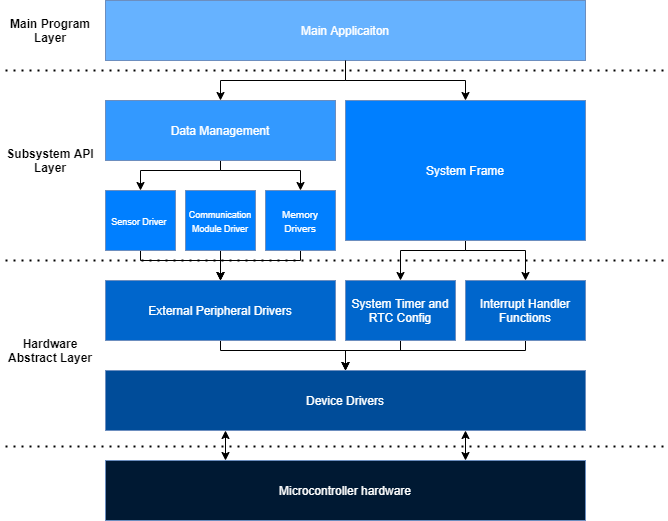 Main Program
Layer
Main Applicaiton
Subsystem API
Layer
Data Management
System Frame
Sensor Driver
Communication
Module Driver
Memory
Drivers
Hardware
Abstract Layer
External Peripheral Drivers
System Timer and
RTC Config
Interrupt Handler
Functions
Device Drivers
Microcontroller hardware